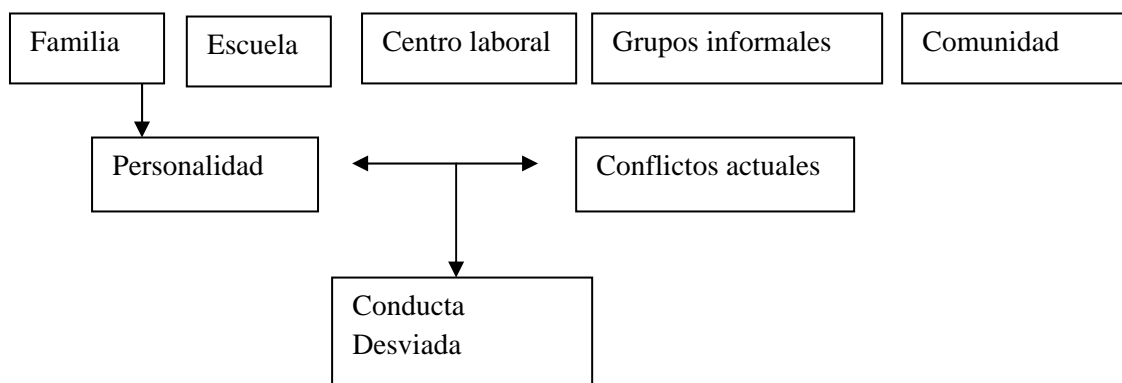 Familia
Escuela
Centro laboral
Grupos informales
Comunidad
Personalidad
Conflictos actuales
Conducta
Desviada